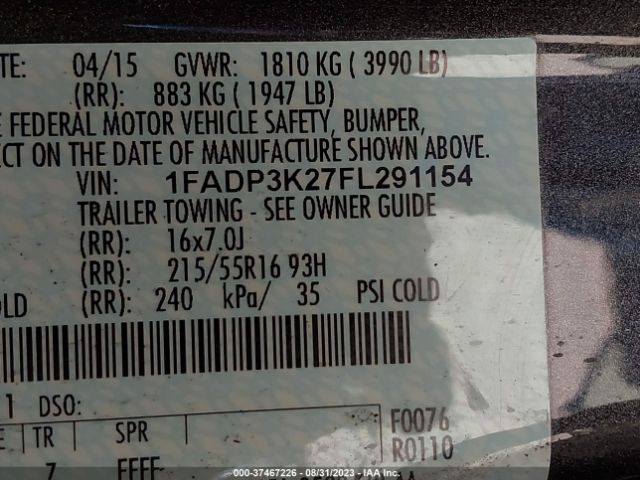 TE: 04/15 GVWR: 1810 KG ( 3990 LB)
(RR): 883 KG ( 1947 LB)
E FEDERAL MOTOR VEHICLE SAFETY, BUMPER,
ECT ON THE DATE OF MANUFACTURE SHOWN ABOVE.
VIN: 1FADP3K27FL291154
TRAILER TOWING - SEE OWNER GUIDE
(RR): 16x7.0J
(RR): 215/55R16 93H
OLD (RR): 240 kPa/ 35 PSI COLD
1 DSO:
F0076
E TR SPR R0110
7 FFFF
000-37467226 - 08/31/2023 - IAA Inc.